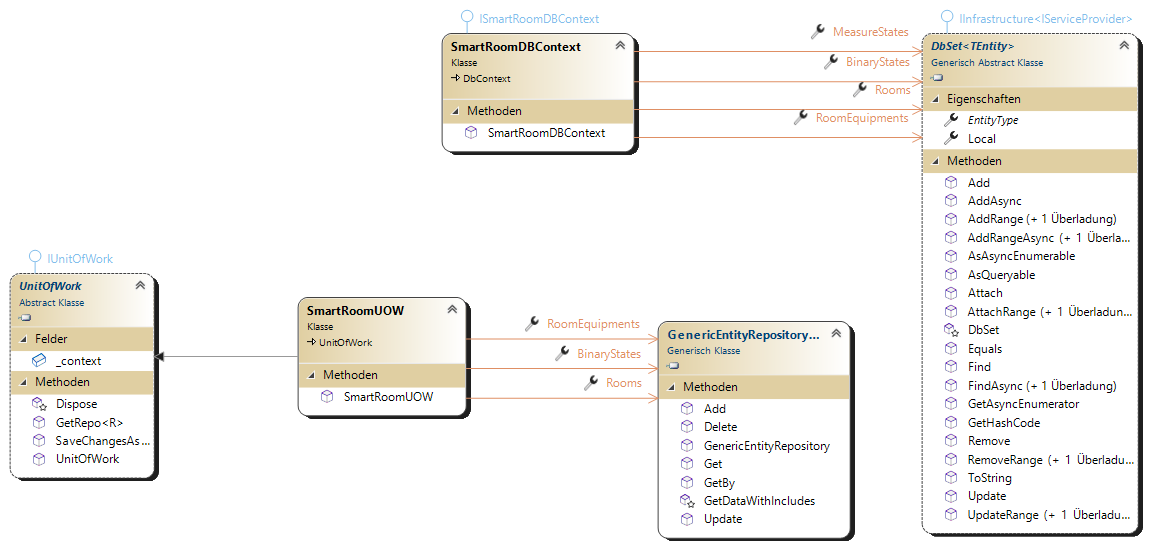 ISmartRoomDBContext
SmartRoomDBContext
Klasse
DbContext
Methoden
SmartRoomDBContext
MeasureStates
BinaryStates
Rooms
RoomEquipments
IInfrastructure<IServiceProvider>
DbSet<TEntity>
Generisch Abstract Klasse
Eigenschaften
EntityType
Local
Methoden
Add
AddAsync
AddRange (+ 1 Überladung)
AddRangeAsync (+ 1 Überla...
AsAsyncEnumerable
AsQueryable
Attach
AttachRange (+ 1 Überladung)
DbSet
Equals
Find
FindAsync (+ 1 Überladung)
GetAsyncEnumerator
GetHashCode
Remove
RemoveRange (+ 1 Überladu...
ToString
Update
UpdateRange (+ 1 Überladu...
IUnitOfWork
UnitOfWork
Abstract Klasse
Felder
_context
Methoden
Dispose
GetRepo<R>
SaveChangesAs...
UnitOfWork
SmartRoomUOW
Klasse
UnitOfWork
Methoden
SmartRoomUOW
RoomEquipments
BinaryStates
Rooms
GenericEntityRepository...
Generisch Klasse
Methoden
Add
Delete
GenericEntityRepository
Get
GetBy
GetDataWithIncludes
Update